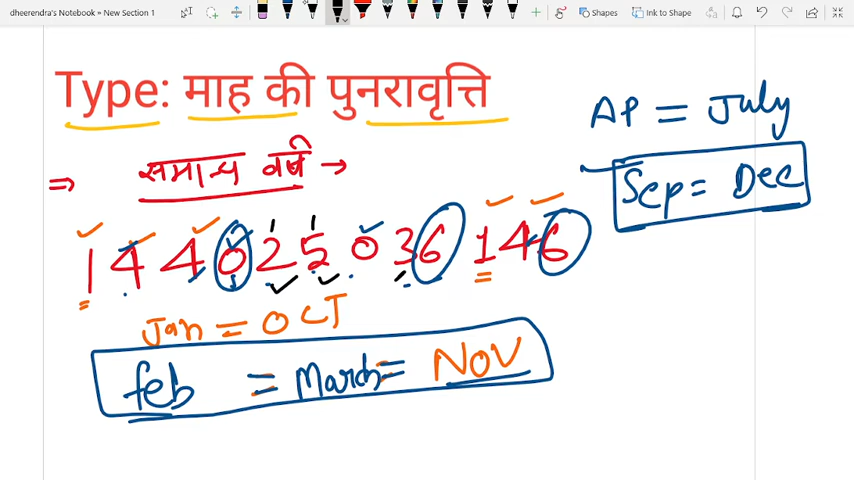 dheerendra's Notebook » New Section 1
Shapes
Ink to Shape
Type: माह की पुनरावृत्ति
AP = July
⇒ समान्य वर्ष →
Sep = Dec
1 4 4 0 2 5 0 3 6 1 4 6
Jan = OCT
feb = March = NOV